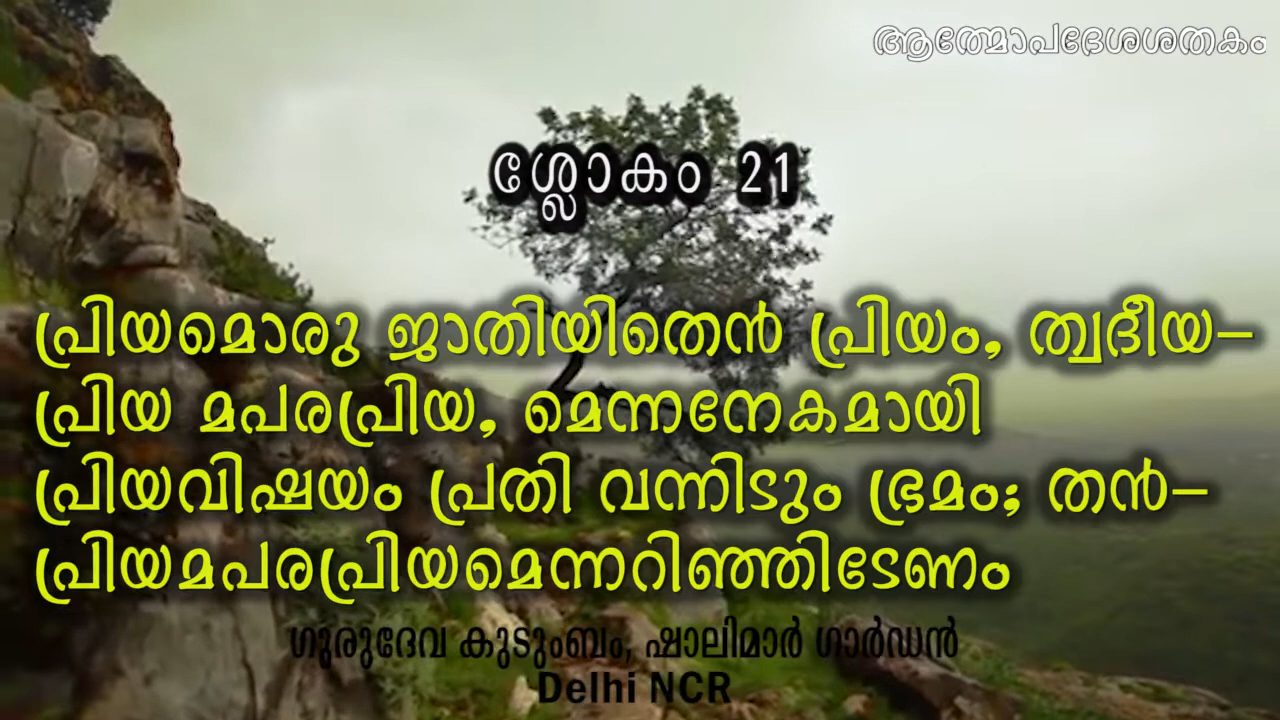 ആത്മോപദേശശതകം
ശ്ലോകം 21
പ്രിയമൊരു ജാതിയിതെൻ പ്രിയം, ത്വദീയ-
പ്രിയ മപരപ്രിയ, മെന്നനേകമായി
പ്രിയവിഷയം പ്രതി വന്നിടും ഭ്രമം; തൻ-
പ്രിയമപരപ്രിയമെന്നറിഞ്ഞിടേണം
ഗുരുദേവ കുടുംബം, ഷാലിമാർ ഗാർഡൻ
Delhi NCR